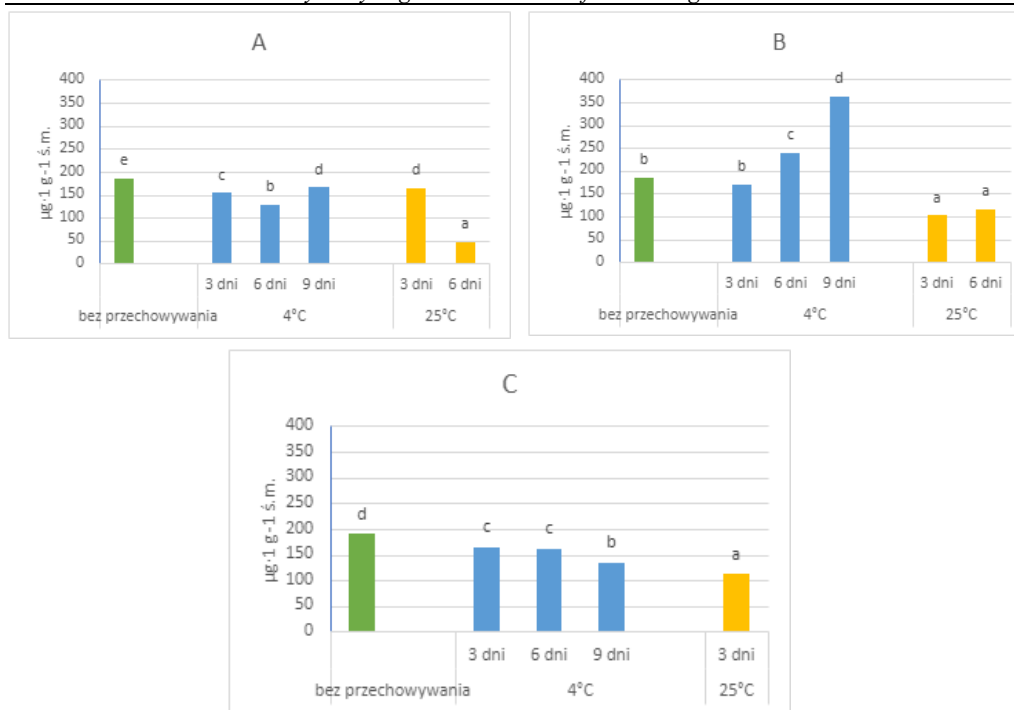 A
µg·1 g-1 ś.m.
400
350
300
250
200
150
100
50
0
e
c
b
d
d
a
3 dni 6 dni 9 dni 3 dni 6 dni
bez przechowywania 4°C 25°C
B
µg·1 g-1 ś.m.
400
350
300
250
200
150
100
50
0
b
b
c
d
a
a
3 dni 6 dni 9 dni 3 dni 6 dni
bez przechowywania 4°C 25°C
C
µg·1 g-1 ś.m.
400
350
300
250
200
150
100
50
0
d
c
c
b
a
3 dni 6 dni 9 dni 3 dni
bez przechowywania 4°C 25°C